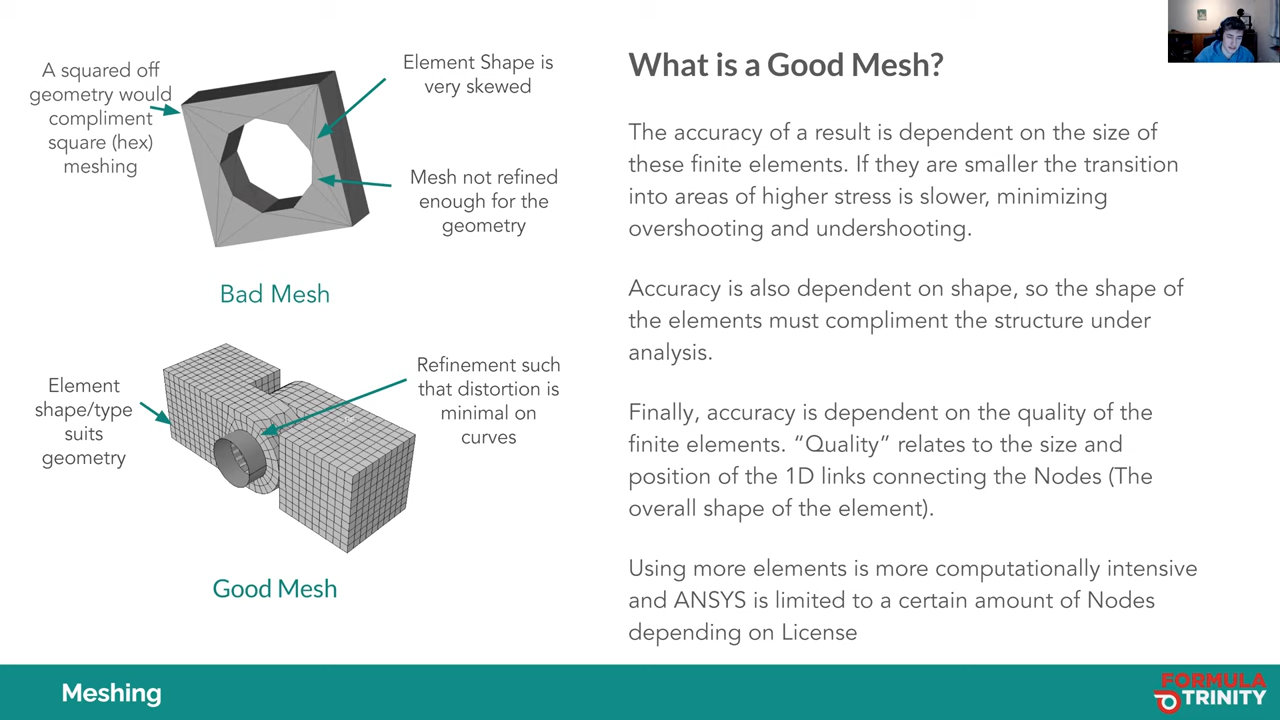 A squared off
geometry would
compliment
square (hex)
meshing
Element Shape is
very skewed
Mesh not refined
enough for the
geometry
Bad Mesh
Element
shape/type
suits
geometry
Refinement such
that distortion is
minimal on
curves
Good Mesh
What is a Good Mesh?
The accuracy of a result is dependent on the size of
these finite elements. If they are smaller the transition
into areas of higher stress is slower, minimizing
overshooting and undershooting.
Accuracy is also dependent on shape, so the shape of
the elements must compliment the structure under
analysis.
Finally, accuracy is dependent on the quality of the
finite elements. “Quality” relates to the size and
position of the 1D links connecting the Nodes (The
overall shape of the element).
Using more elements is more computationally intensive
and ANSYS is limited to a certain amount of Nodes
depending on License
Meshing
FORMULA
TRINITY